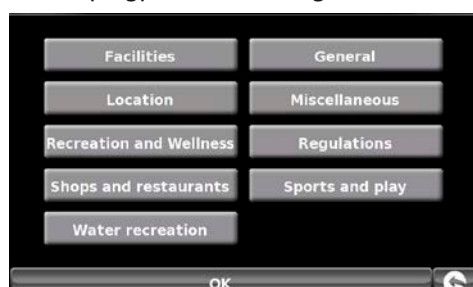 Facilities
General
Location
Miscellaneous
Recreation and Wellness
Regulations
Shops and restaurants
Sports and play
Water recreation
OK